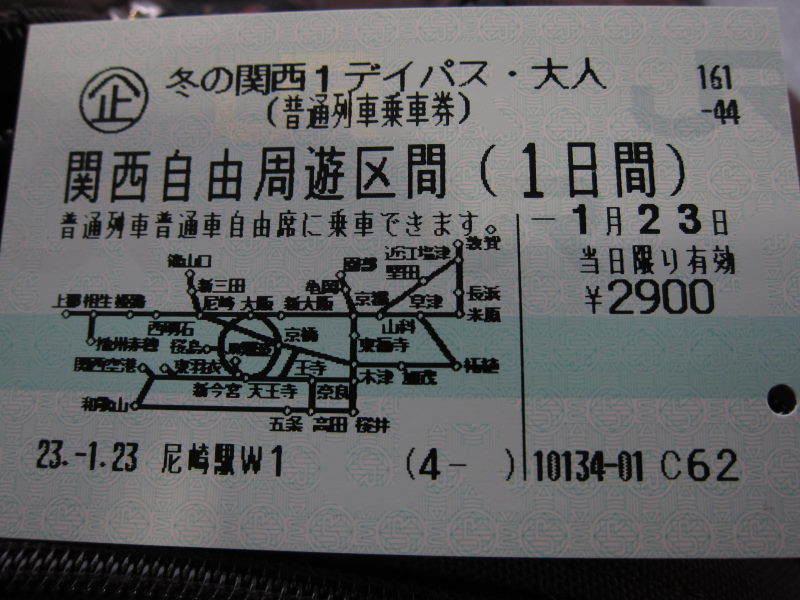 企 冬の関西1デイパス・大人 161
(普通列車乗車券) -44
関西自由周遊区間(1日間)
普通列車普通車自由席に乗車できます。
-1月23日
当日限り有効
¥2900
敦賀
近江塩津
園部
堅田
亀岡
新三田
長浜
上郡 相生 姫路 尼崎 大阪 新大阪 京都 草津 米原
西明石 山科
播州赤穂 桜島 京橋 東福寺
関西空港 東羽衣 王寺 木津 加茂 柘植
新今宮 天王寺 奈良
和歌山
五条 高田 桜井
23.-1.23 尼崎駅W1 (4- ) 10134-01 C62